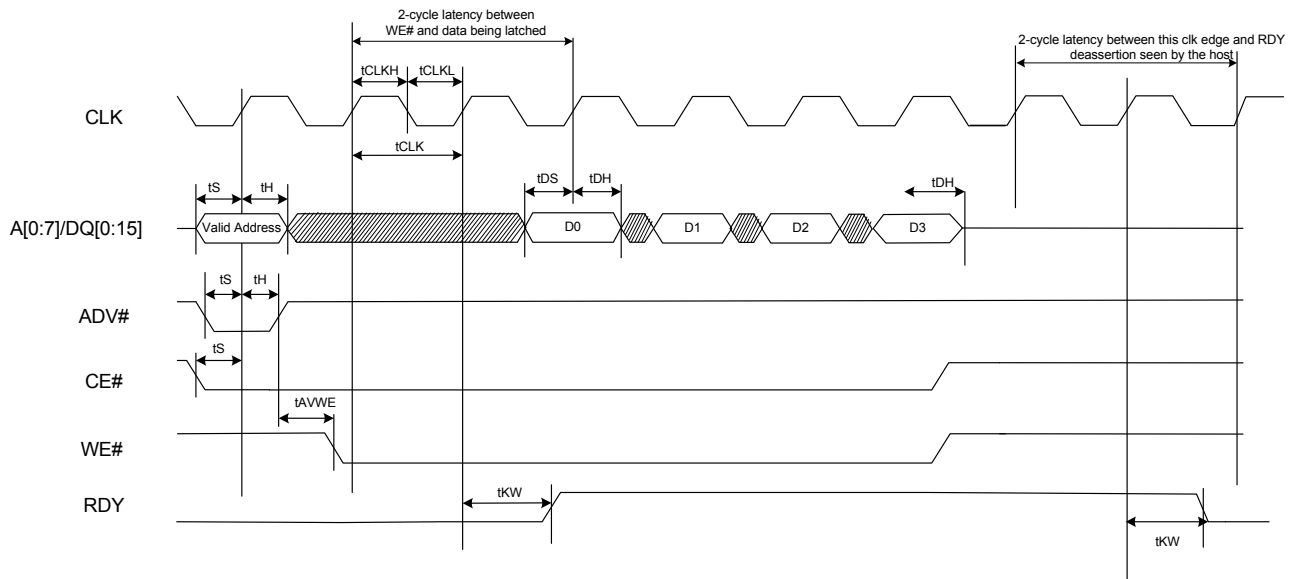 2-cycle latency between
WE# and data being latched
2-cycle latency between this clk edge and RDY
deassertion seen by the host
tCLKH
tCLKL
CLK
tCLK
tS
tH
tDS
tDH
tDH
A[0:7]/DQ[0:15]
Valid Address
D0
D1
D2
D3
tS
tH
ADV#
tS
CE#
tAVWE
WE#
tKW
RDY
tKW